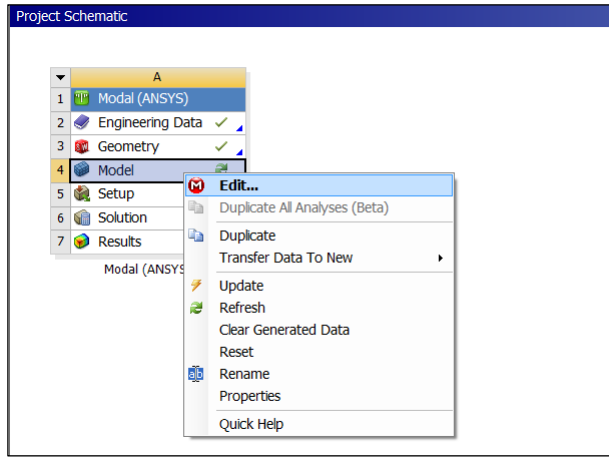 Project Schematic
A
1 Modal (ANSYS)
2 Engineering Data
3 Geometry
4 Model
5 Setup
6 Solution
7 Results
Modal (ANSYS
Edit...
Duplicate All Analyses (Beta)
Duplicate
Transfer Data To New
Update
Refresh
Clear Generated Data
Reset
Rename
Properties
Quick Help